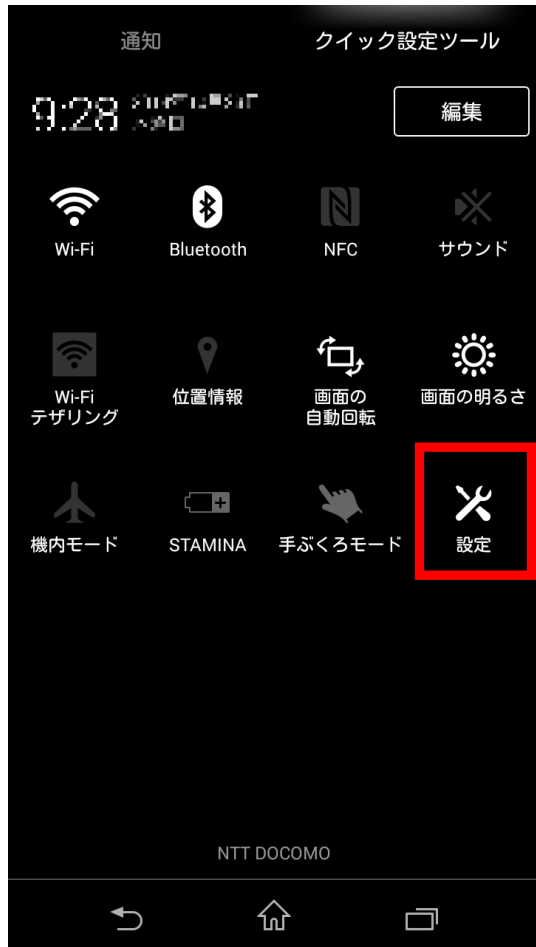 通知 クイック設定ツール
9:28 編集
Wi-Fi Bluetooth NFC サウンド
Wi-Fi
テザリング
位置情報
画面の
自動回転
画面の明るさ
機内モード STAMINA 手ぶくろモード 設定
NTT DOCOMO